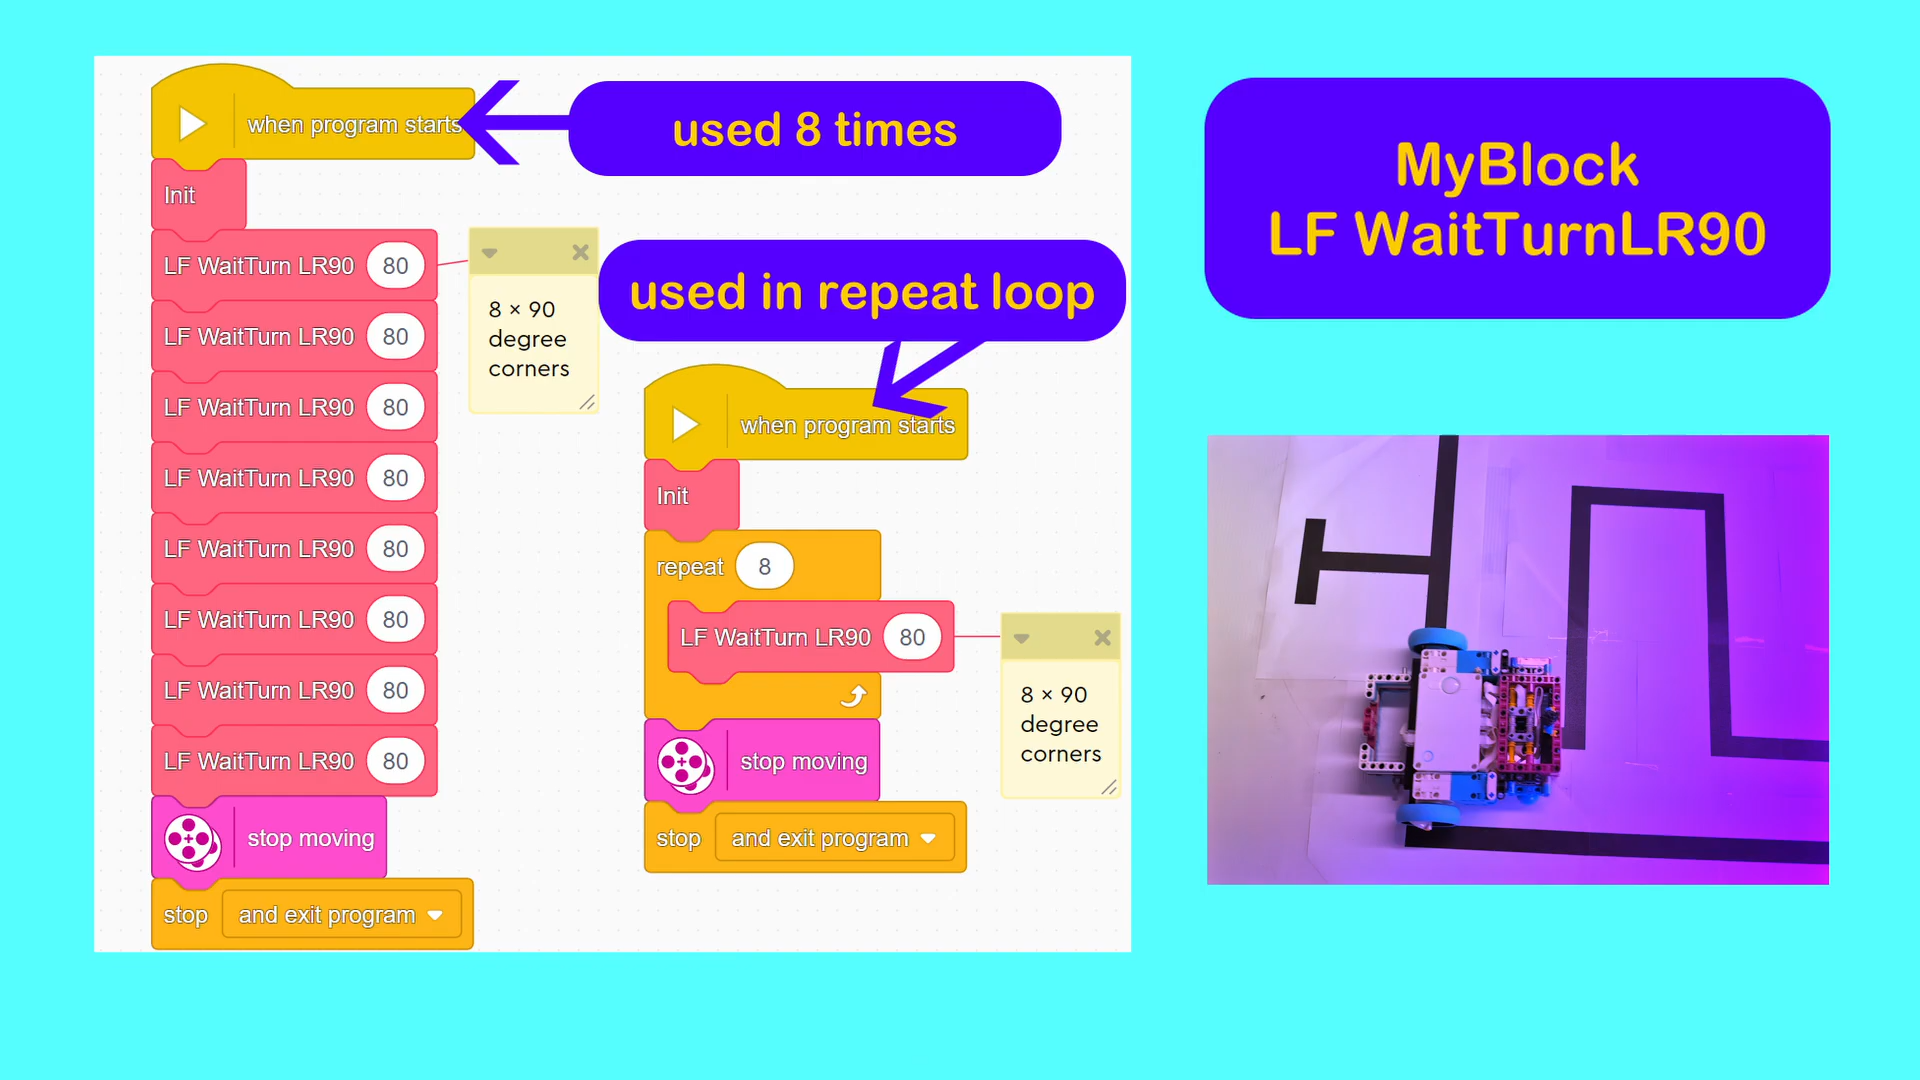 when program starts
Init
LF WaitTurn LR90 80
LF WaitTurn LR90 80
LF WaitTurn LR90 80
LF WaitTurn LR90 80
LF WaitTurn LR90 80
LF WaitTurn LR90 80
LF WaitTurn LR90 80
LF WaitTurn LR90 80
stop moving
stop and exit program
8 × 90
degree
corners
used 8 times
used in repeat loop
when program starts
Init
repeat 8
LF WaitTurn LR90 80
stop moving
stop and exit program
8 × 90
degree
corners
MyBlock
LF WaitTurnLR90